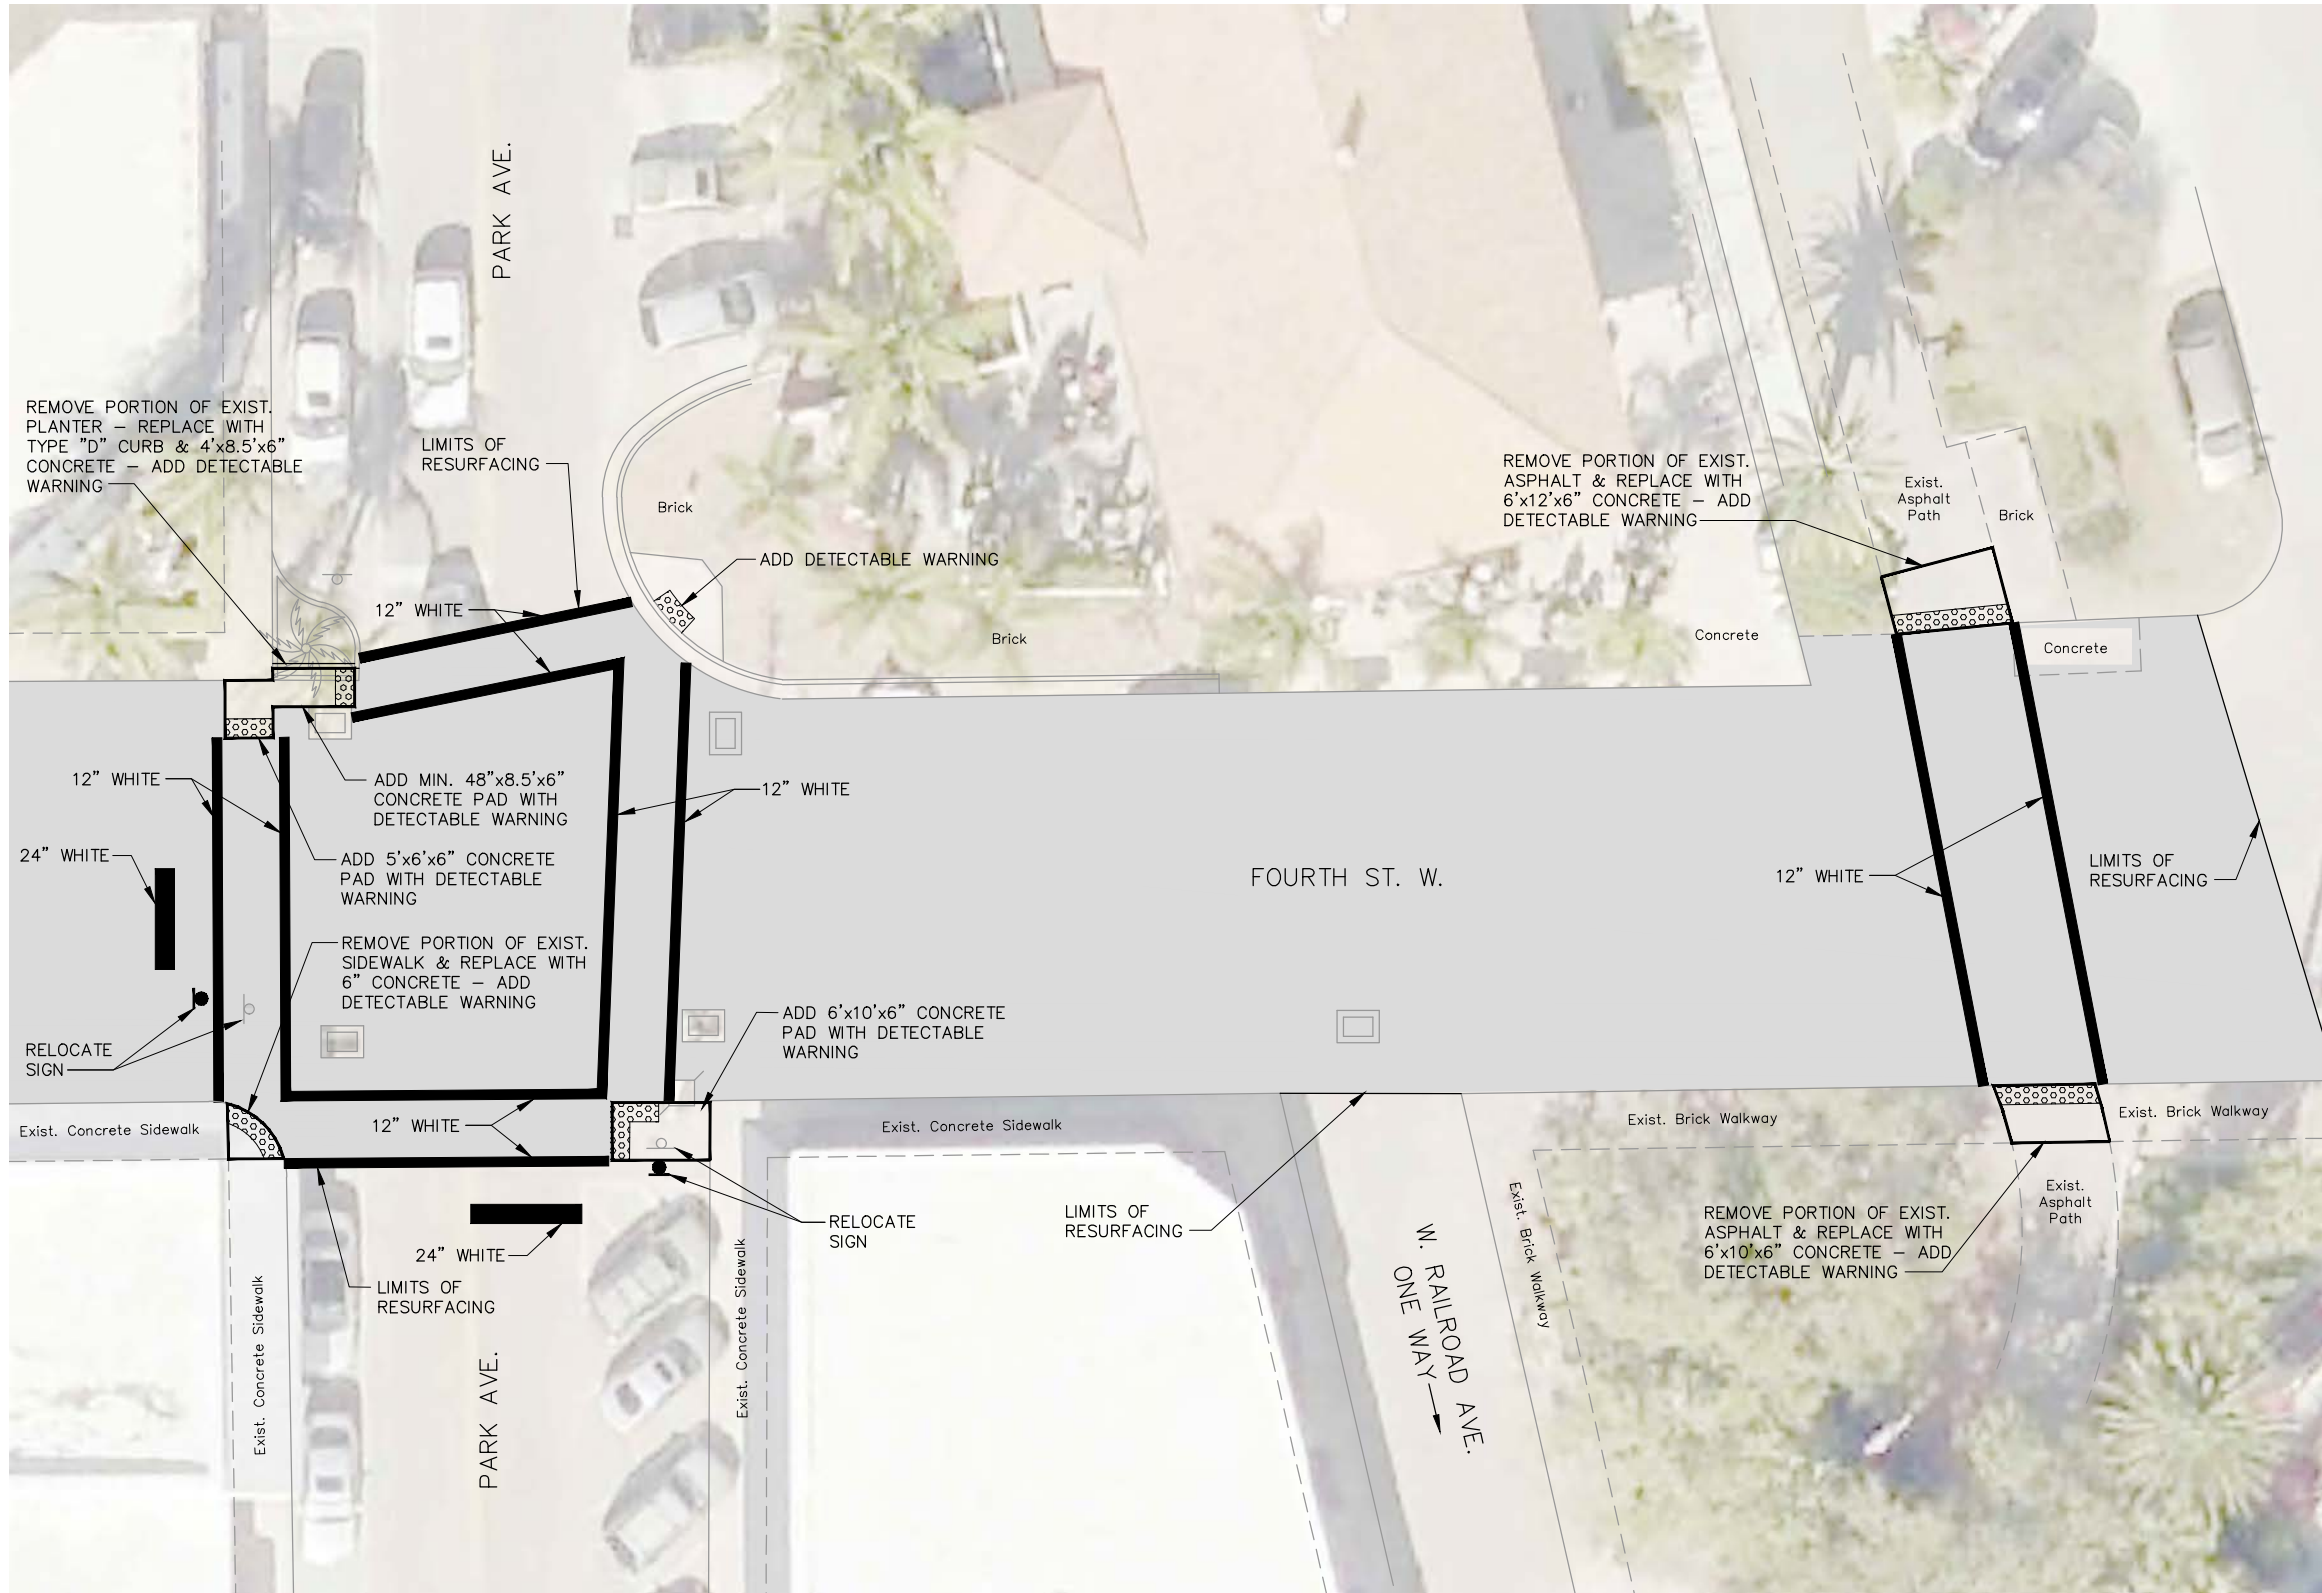 PARK AVE.
REMOVE PORTION OF EXIST.
PLANTER – REPLACE WITH
TYPE "D" CURB & 4'x8.5'x6"
CONCRETE – ADD DETECTABLE
WARNING
LIMITS OF
RESURFACING
Brick
ADD DETECTABLE WARNING
12" WHITE
Brick
REMOVE PORTION OF EXIST.
ASPHALT & REPLACE WITH
6'x12'x6" CONCRETE – ADD
DETECTABLE WARNING
Exist.
Asphalt
Path
Brick
Concrete
Concrete
12" WHITE
ADD MIN. 48"x8.5'x6"
CONCRETE PAD WITH
DETECTABLE WARNING
12" WHITE
24" WHITE
ADD 5'x6'x6" CONCRETE
PAD WITH DETECTABLE
WARNING
FOURTH ST. W.
12" WHITE
LIMITS OF
RESURFACING
REMOVE PORTION OF EXIST.
SIDEWALK & REPLACE WITH
6" CONCRETE – ADD
DETECTABLE WARNING
ADD 6'x10'x6" CONCRETE
PAD WITH DETECTABLE
WARNING
RELOCATE
SIGN
Exist. Concrete Sidewalk
12" WHITE
Exist. Concrete Sidewalk
Exist. Brick Walkway
Exist. Brick Walkway
RELOCATE
SIGN
LIMITS OF
RESURFACING
Exist. Brick Walkway
Exist.
Asphalt
Path
REMOVE PORTION OF EXIST.
ASPHALT & REPLACE WITH
6'x10'x6" CONCRETE – ADD
DETECTABLE WARNING
24" WHITE
LIMITS OF
RESURFACING
Exist. Concrete Sidewalk
PARK AVE.
Exist. Concrete Sidewalk
W. RAILROAD AVE.
ONE WAY